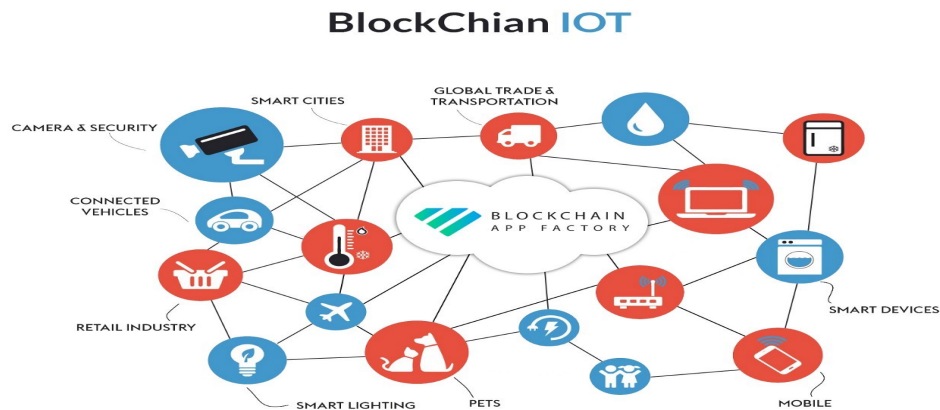 BlockChian IOT
GLOBAL TRADE &
TRANSPORTATION
SMART CITIES
CAMERA & SECURITY
CONNECTED
VEHICLES
BLOCKCHAIN
APP FACTORY
RETAIL INDUSTRY
SMART DEVICES
SMART LIGHTING
PETS
MOBILE